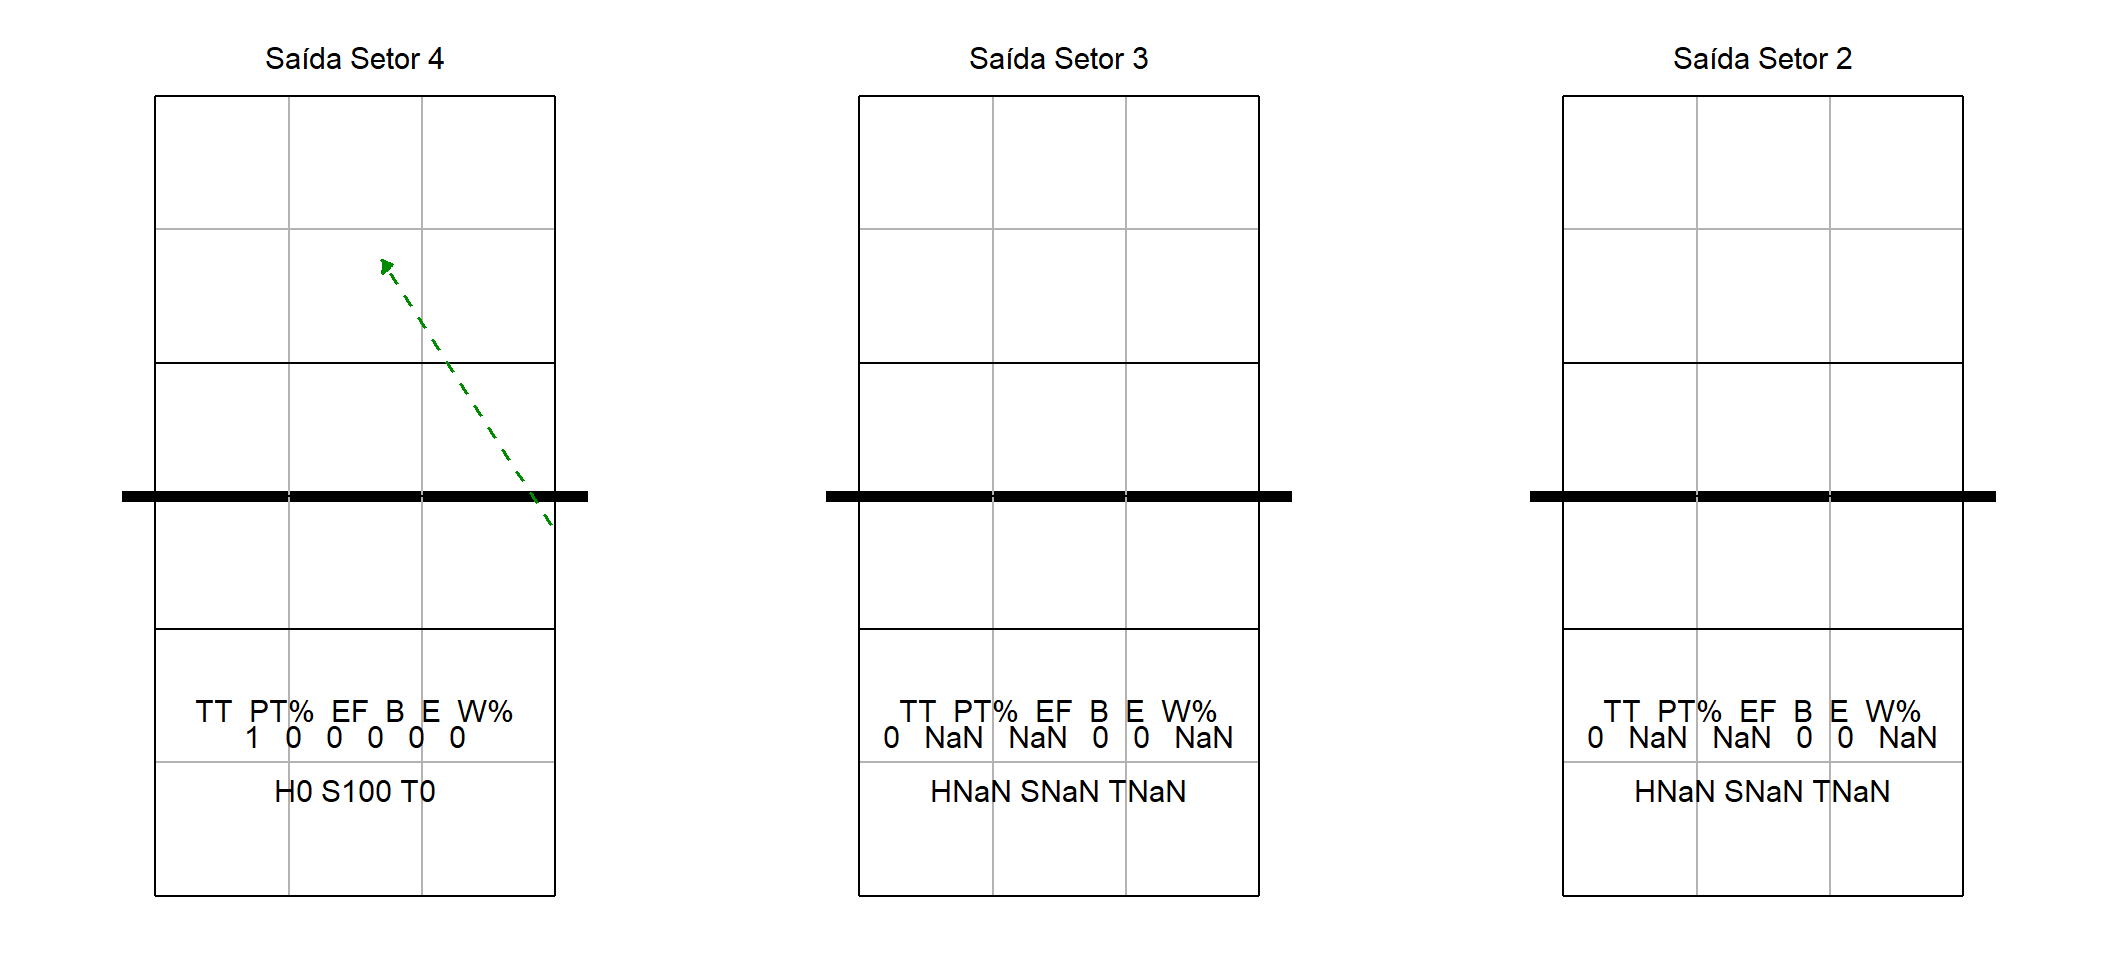 Saída Setor 4
TT PT% EF B E W%
1 0 0 0 0 0
H0 S100 T0
Saída Setor 3
TT PT% EF B E W%
0 NaN NaN 0 0 NaN
HNaN SNaN TNaN
Saída Setor 2
TT PT% EF B E W%
0 NaN NaN 0 0 NaN
HNaN SNaN TNaN